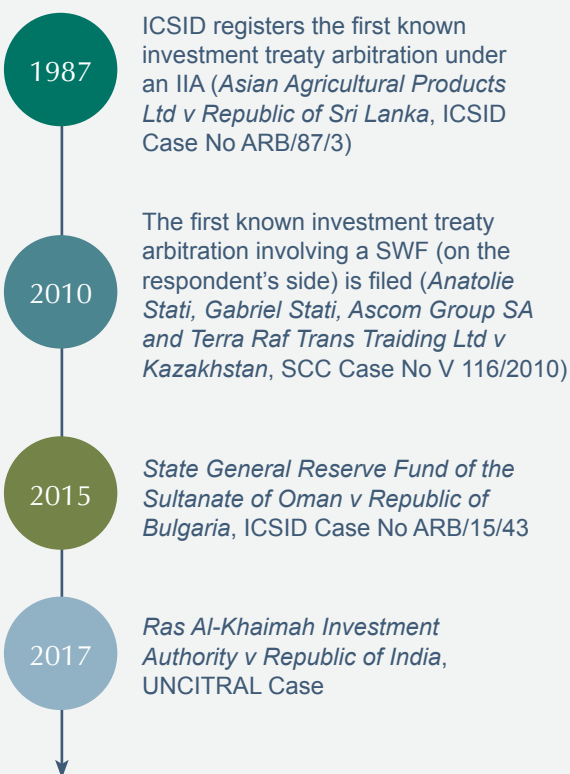 1987
ICSID registers the first known
investment treaty arbitration under
an IIA (Asian Agricultural Products
Ltd v Republic of Sri Lanka, ICSID
Case No ARB/87/3)
2010
The first known investment treaty
arbitration involving a SWF (on the
respondent’s side) is filed (Anatolie
Stati, Gabriel Stati, Ascom Group SA
and Terra Raf Trans Traiding Ltd v
Kazakhstan, SCC Case No V 116/2010)
2015
State General Reserve Fund of the
Sultanate of Oman v Republic of
Bulgaria, ICSID Case No ARB/15/43
2017
Ras Al-Khaimah Investment
Authority v Republic of India,
UNCITRAL Case